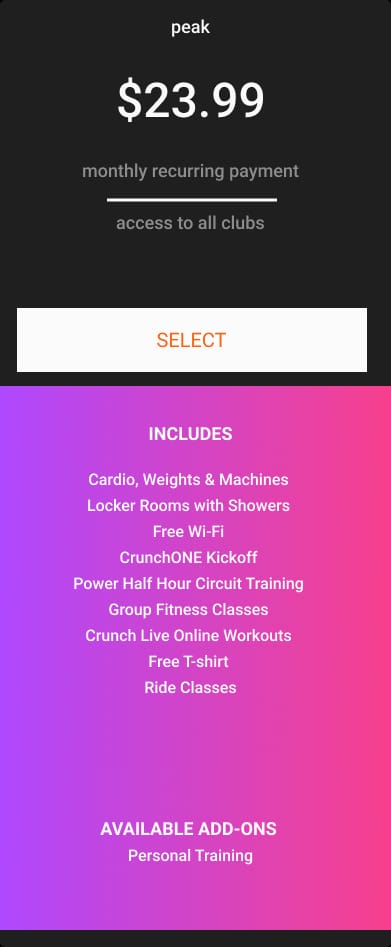 peak
$23.99
monthly recurring payment
access to all clubs
SELECT
INCLUDES
Cardio, Weights & Machines
Locker Rooms with Showers
Free Wi-Fi
CrunchONE Kickoff
Power Half Hour Circuit Training
Group Fitness Classes
Crunch Live Online Workouts
Free T-shirt
Ride Classes
AVAILABLE ADD-ONS
Personal Training